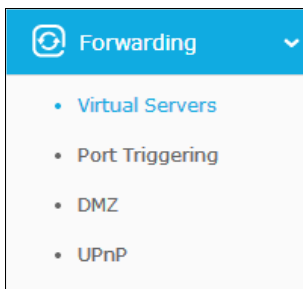 Forwarding
Virtual Servers
Port Triggering
DMZ
UPnP